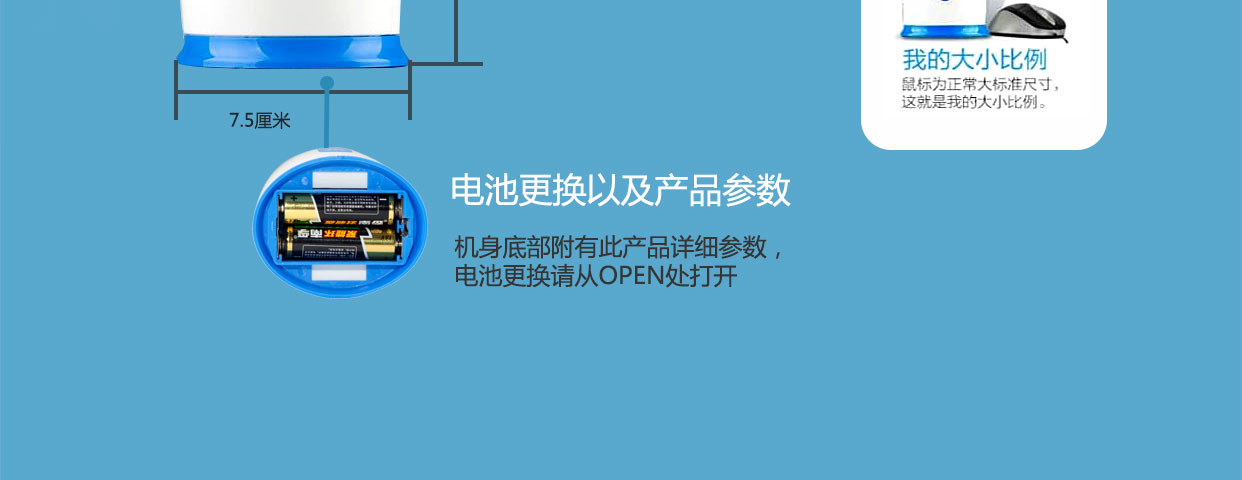 我的大小比例
鼠标为正常大标准尺寸，
这就是我的大小比例。
7.5厘米
电池更换以及产品参数
机身底部附有此产品详细参数，
电池更换请从OPEN处打开